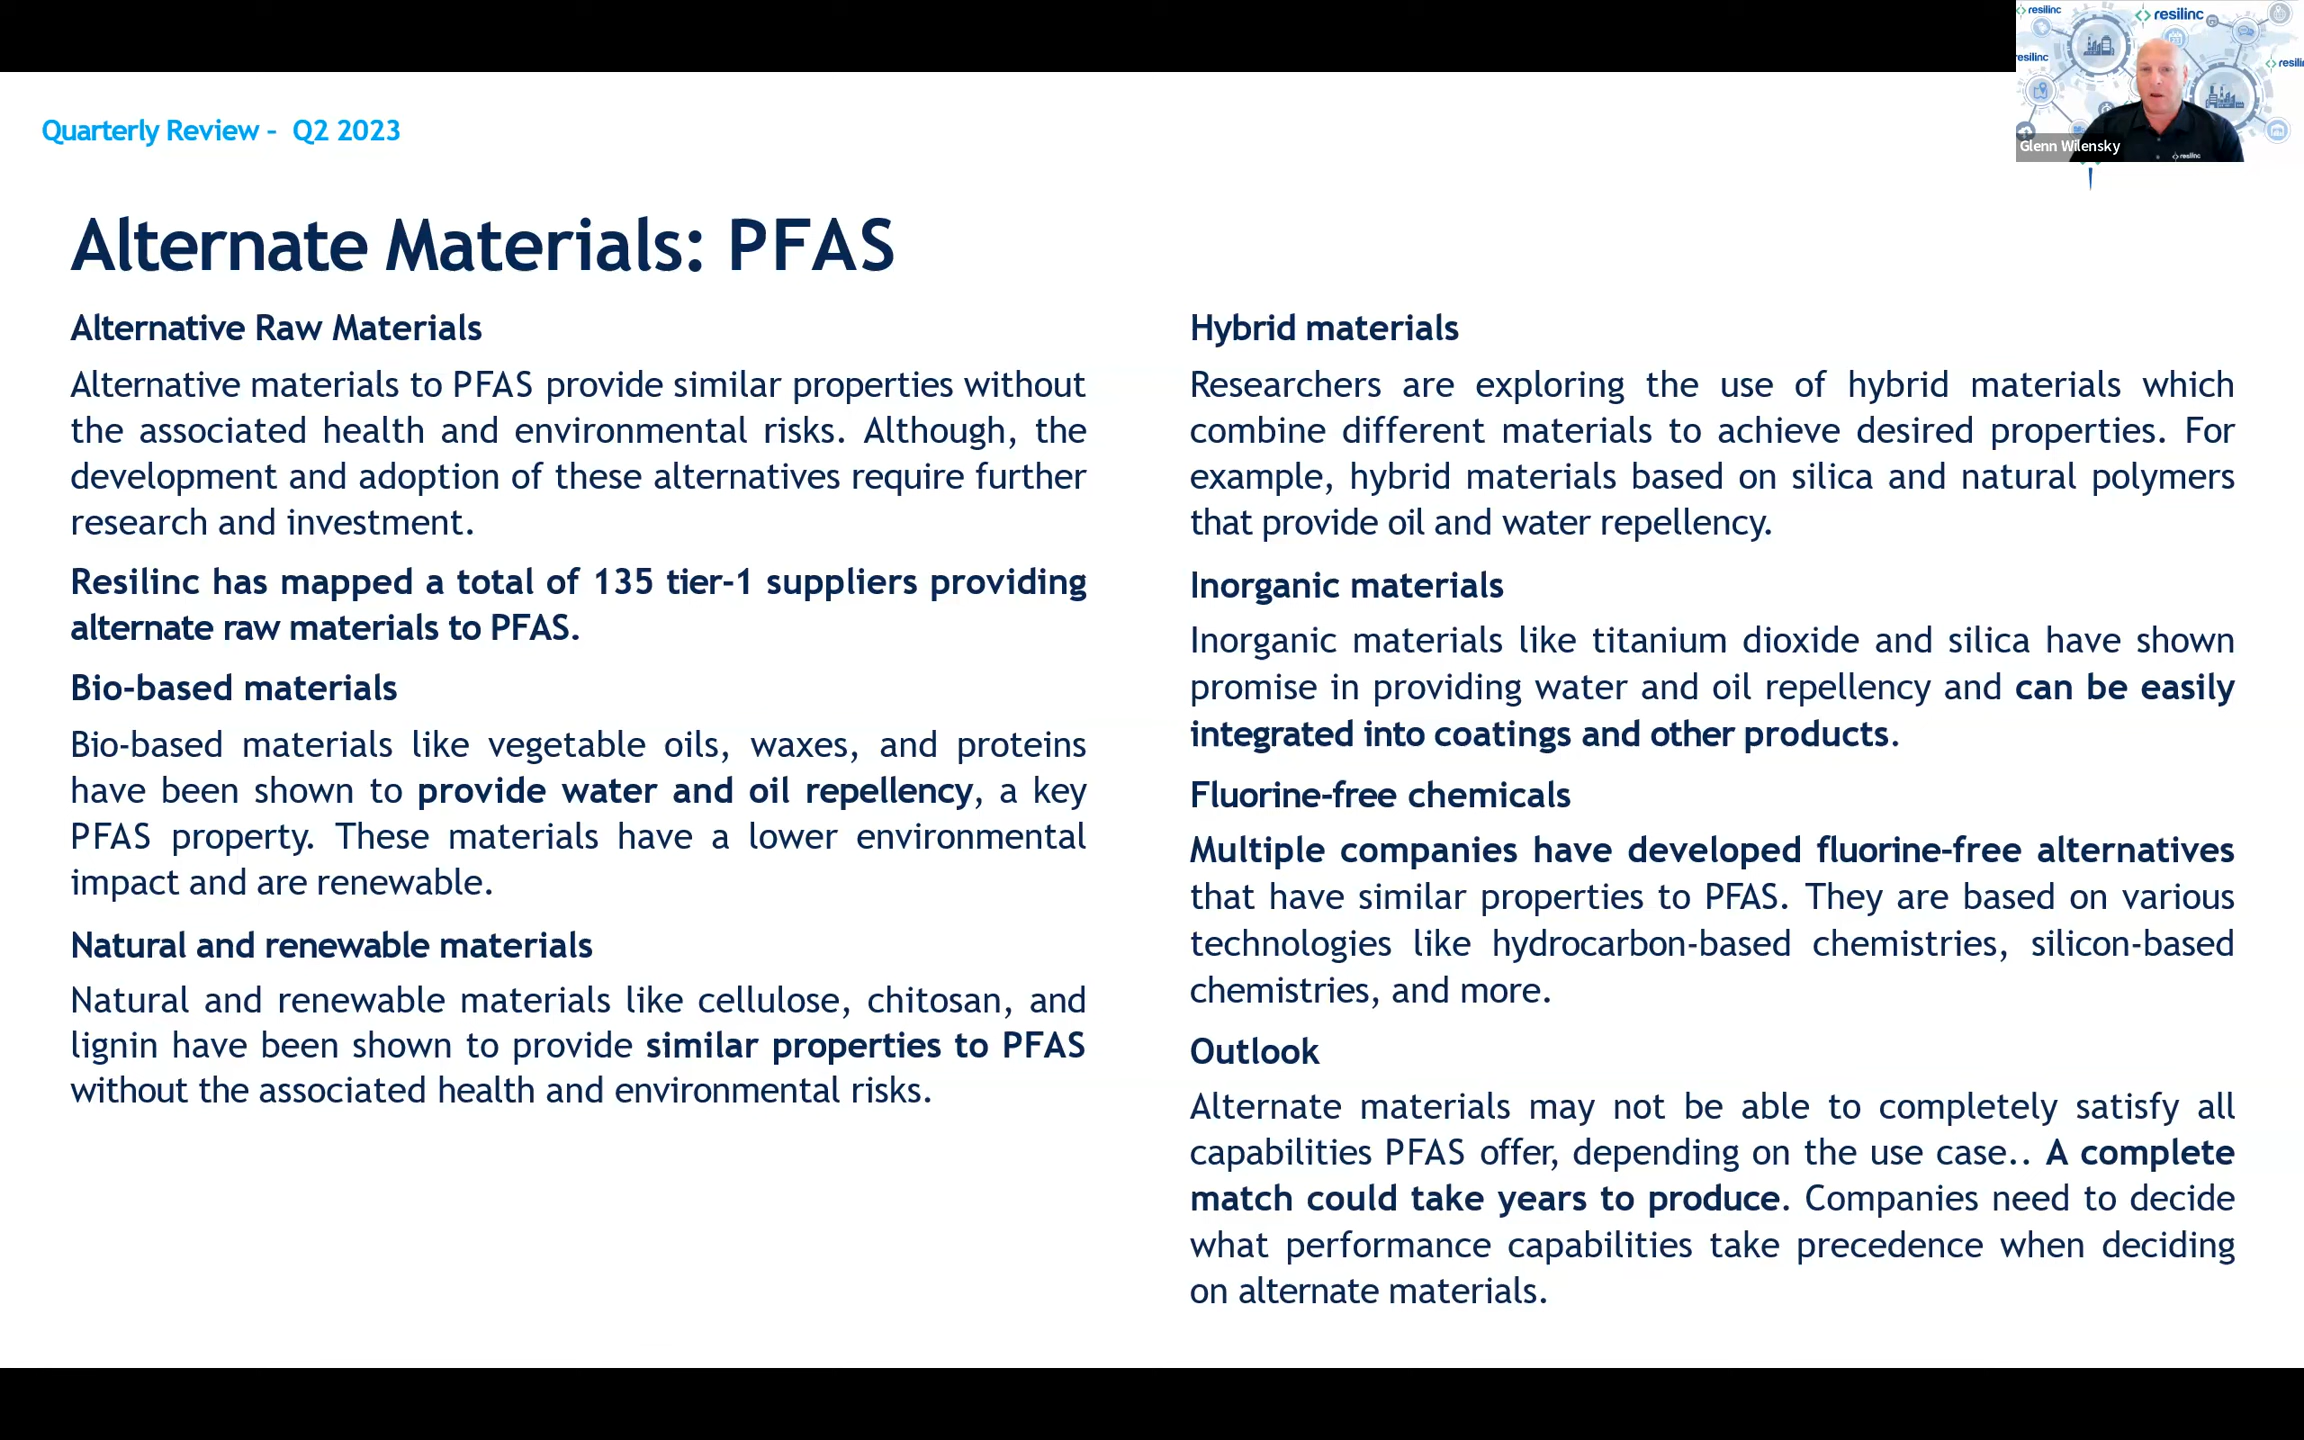 resilinc
resilinc
resilinc
Glenn Wilensky
resilinc
Quarterly Review - Q2 2023
Alternate Materials: PFAS
Alternative Raw Materials
Alternative materials to PFAS provide similar properties without
the associated health and environmental risks. Although, the
development and adoption of these alternatives require further
research and investment.
Resilinc has mapped a total of 135 tier-1 suppliers providing
alternate raw materials to PFAS.
Bio-based materials
Bio-based materials like vegetable oils, waxes, and proteins
have been shown to provide water and oil repellency, a key
PFAS property. These materials have a lower environmental
impact and are renewable.
Natural and renewable materials
Natural and renewable materials like cellulose, chitosan, and
lignin have been shown to provide similar properties to PFAS
without the associated health and environmental risks.
Hybrid materials
Researchers are exploring the use of hybrid materials which
combine different materials to achieve desired properties. For
example, hybrid materials based on silica and natural polymers
that provide oil and water repellency.
Inorganic materials
Inorganic materials like titanium dioxide and silica have shown
promise in providing water and oil repellency and can be easily
integrated into coatings and other products.
Fluorine-free chemicals
Multiple companies have developed fluorine-free alternatives
that have similar properties to PFAS. They are based on various
technologies like hydrocarbon-based chemistries, silicon-based
chemistries, and more.
Outlook
Alternate materials may not be able to completely satisfy all
capabilities PFAS offer, depending on the use case.. A complete
match could take years to produce. Companies need to decide
what performance capabilities take precedence when deciding
on alternate materials.